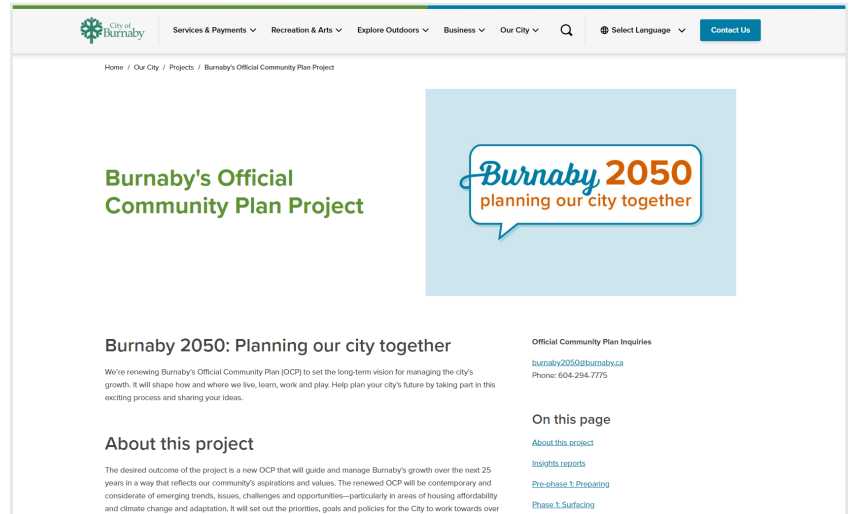 City of
Burnaby
Services & Payments
Recreation & Arts
Explore Outdoors
Business
Our City
Select Language
Contact Us
Home / Our City / Projects / Burnaby's Official Community Plan Project
Burnaby's Official
Community Plan Project
Burnaby 2050
planning our city together
Burnaby 2050: Planning our city together
We're renewing Burnaby's Official Community Plan (OCP) to set the long-term vision for managing the city's
growth. It will shape how and where we live, learn, work and play. Help plan your city's future by taking part in this
exciting process and sharing your ideas.
About this project
The desired outcome of the project is a new OCP that will guide and manage Burnaby's growth over the next 25
years in a way that reflects our community's aspirations and values. The renewed OCP will be contemporary and
considerate of emerging trends, issues, challenges and opportunities—particularly in areas of housing affordability
and climate change and adaptation. It will set out the priorities, goals and policies for the City to work towards over
Official Community Plan Inquiries
burnaby2050@burnaby.ca
Phone: 604-294-7775
On this page
About this project
Insights reports
Pre-phase 1: Preparing
Phase 1: Surfacing